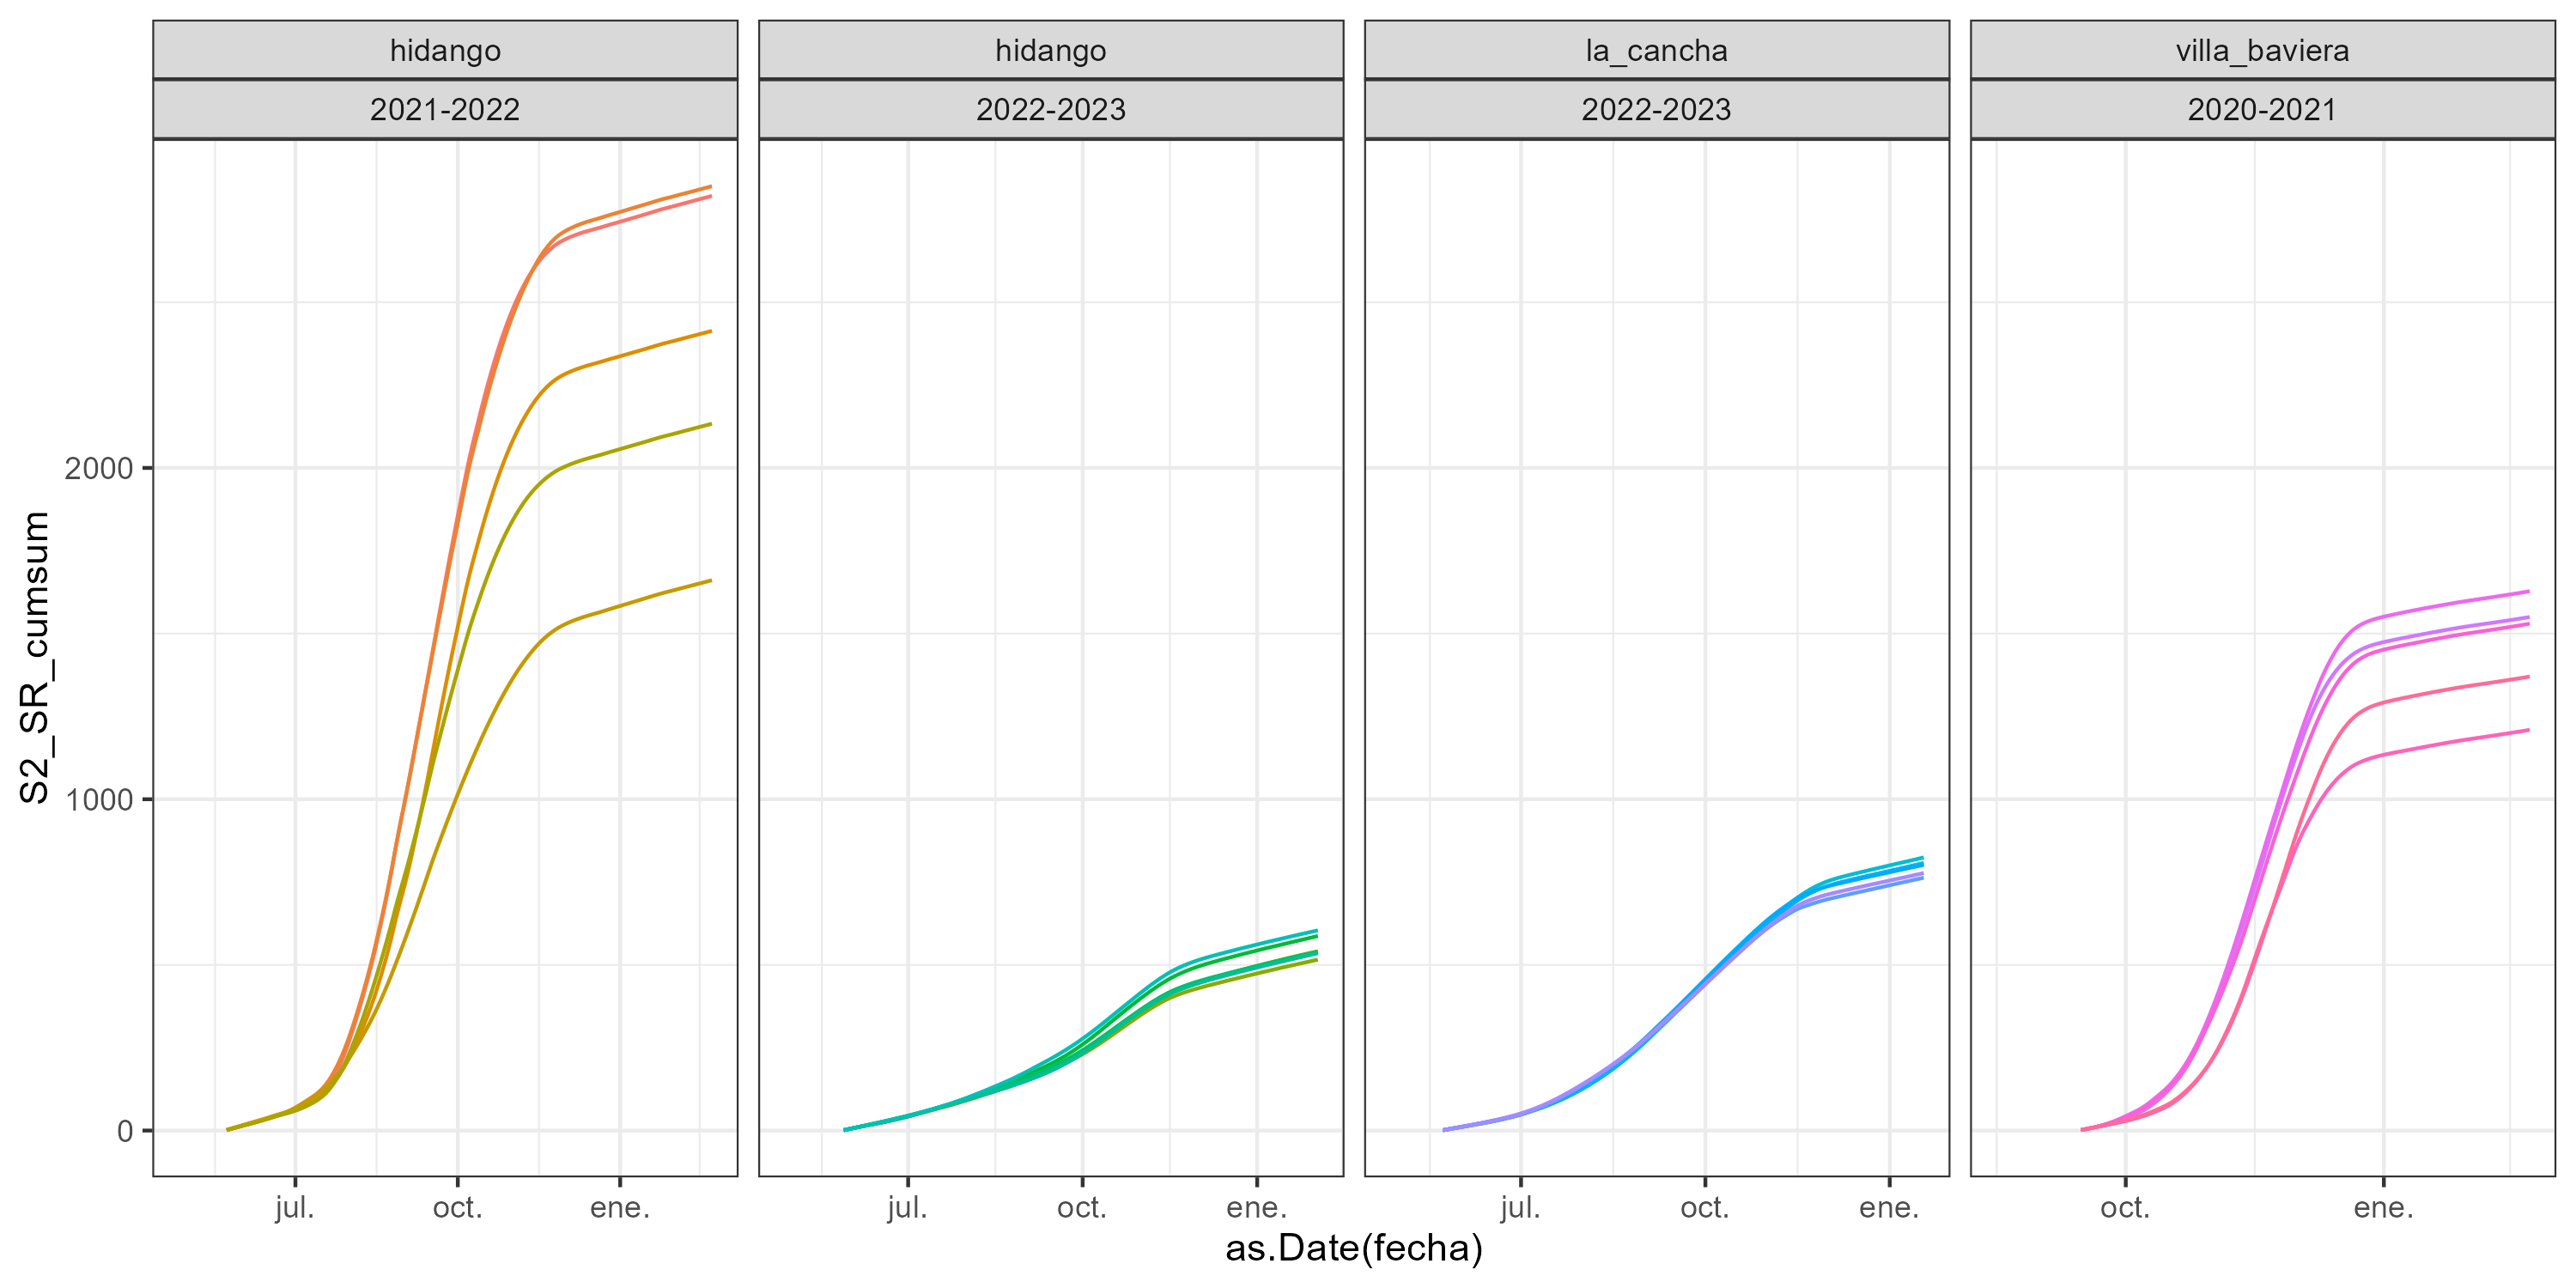 hidango
hidango
la_cancha
villa_baviera
2021-2022
2022-2023
2022-2023
2020-2021
S2_SR_cumsum
2000
1000
0
jul.
oct.
ene.
jul.
oct.
ene.
jul.
oct.
ene.
oct.
ene.
as.Date(fecha)